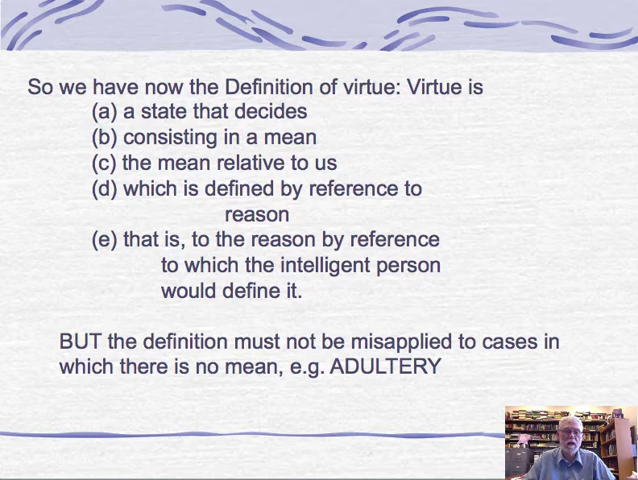 So we have now the Definition of virtue: Virtue is
(a) a state that decides
(b) consisting in a mean
(c) the mean relative to us
(d) which is defined by reference to
reason
(e) that is, to the reason by reference
to which the intelligent person
would define it.
BUT the definition must not be misapplied to cases in
which there is no mean, e.g. ADULTERY